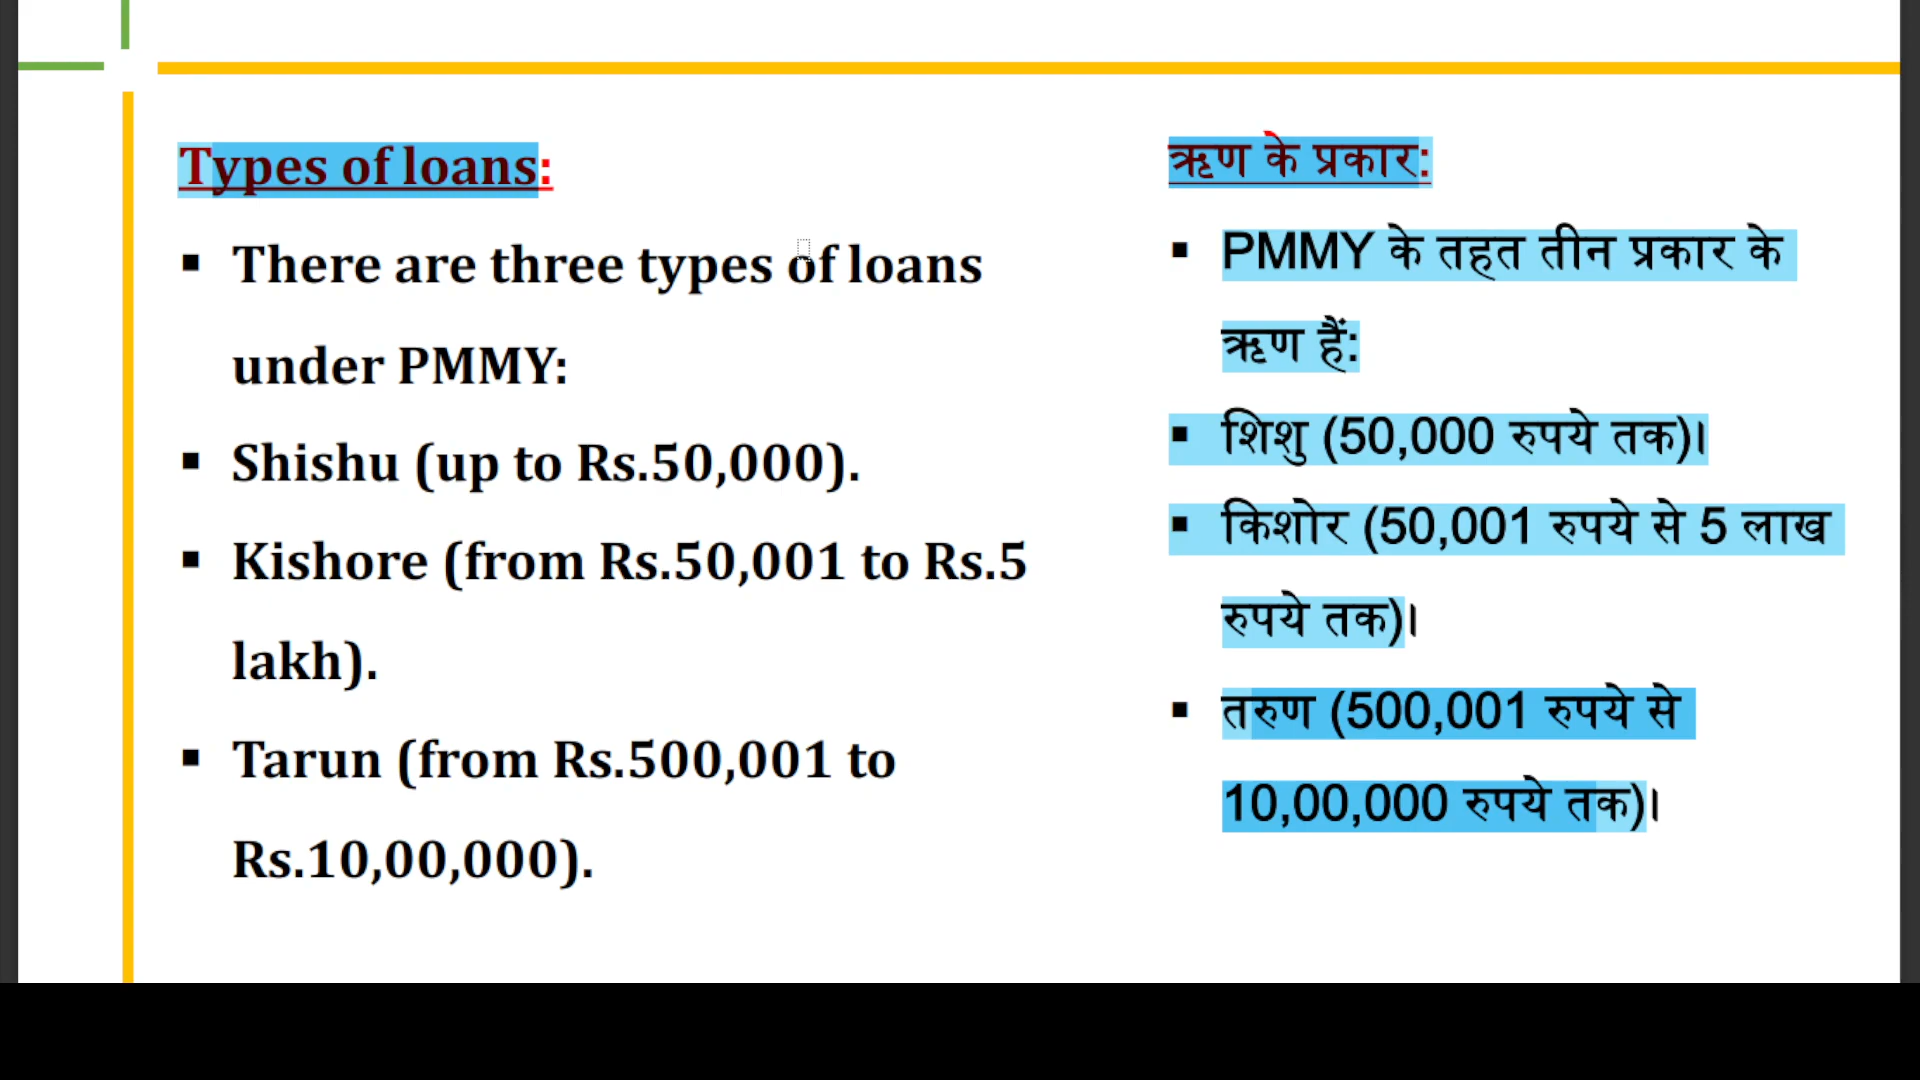 Types of loans:
▪ There are three types of loans
under PMMY:
▪ Shishu (up to Rs.50,000).
▪ Kishore (from Rs.50,001 to Rs.5
lakh).
▪ Tarun (from Rs.500,001 to
Rs.10,00,000).
ऋण के प्रकार:
▪ PMMY के तहत तीन प्रकार के
ऋण हैं:
▪ शिशु (50,000 रुपये तक)।
▪ किशोर (50,001 रुपये से 5 लाख
रुपये तक)।
▪ तरुण (500,001 रुपये से
10,00,000 रुपये तक)।